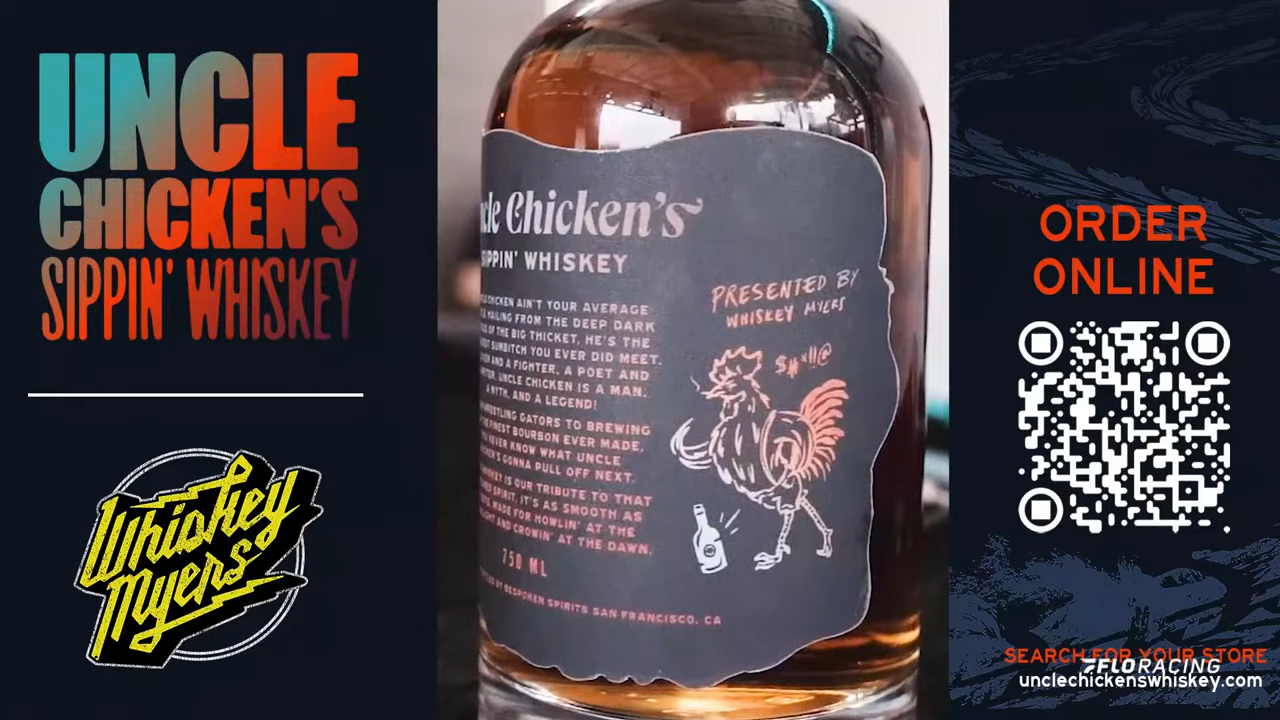 UNCLE
CHICKEN'S
SIPPIN' WHISKEY
Whiskey
Myers
Chicken's
SIPPIN' WHISKEY
CHICKEN AIN'T YOUR AVERAGE
HAILING FROM THE DEEP DARK
OF THE BIG THICKET, HE'S THE
SUMBITCH YOU EVER DID MEET.
AND A FIGHTER, A POET AND
UNCLE CHICKEN IS A MAN,
A MYTH, AND A LEGEND!
GATORS TO BREWING
FINEST BOURBON EVER MADE,
NEVER KNOW WHAT UNCLE
GONNA PULL OFF NEXT.
IS OUR TRIBUTE TO THAT
SPIRIT. IT'S AS SMOOTH AS
MADE FOR HOWLIN' AT THE
AND CROWIN' AT THE DAWN.
750 ML
BY BESPOKEN SPIRITS SAN FRANCISCO, CA
PRESENTED BY
WHISKEY MYERS
$#*!!@
ORDER
ONLINE
SEARCH FOR YOUR STORE
FLORACING
unclechickenswhiskey.com